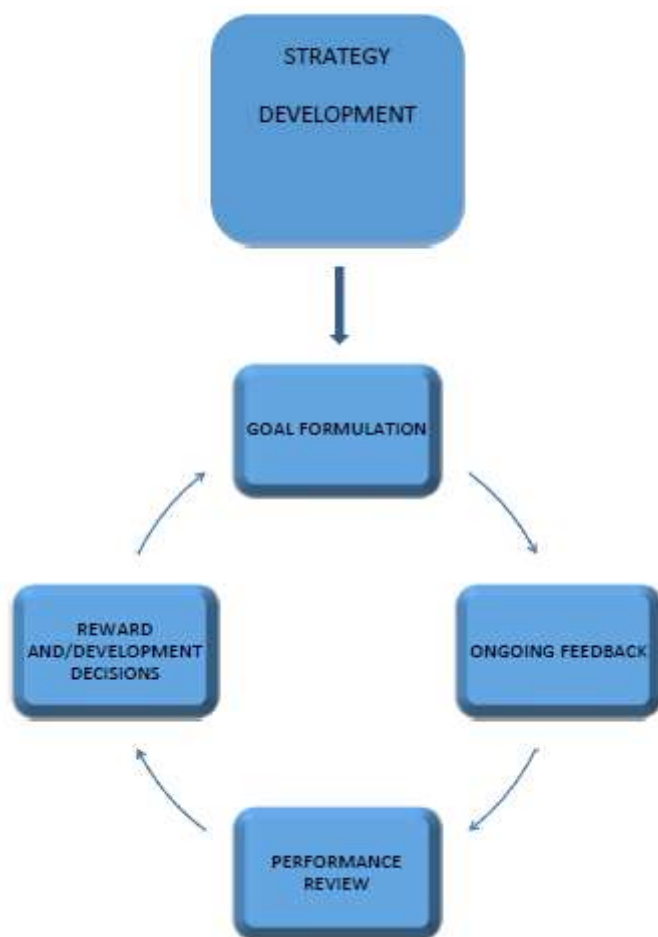 STRATEGY
DEVELOPMENT
GOAL FORMULATION
ONGOING FEEDBACK
PERFORMANCE
REVIEW
REWARD
AND/DEVELOPMENT
DECISIONS